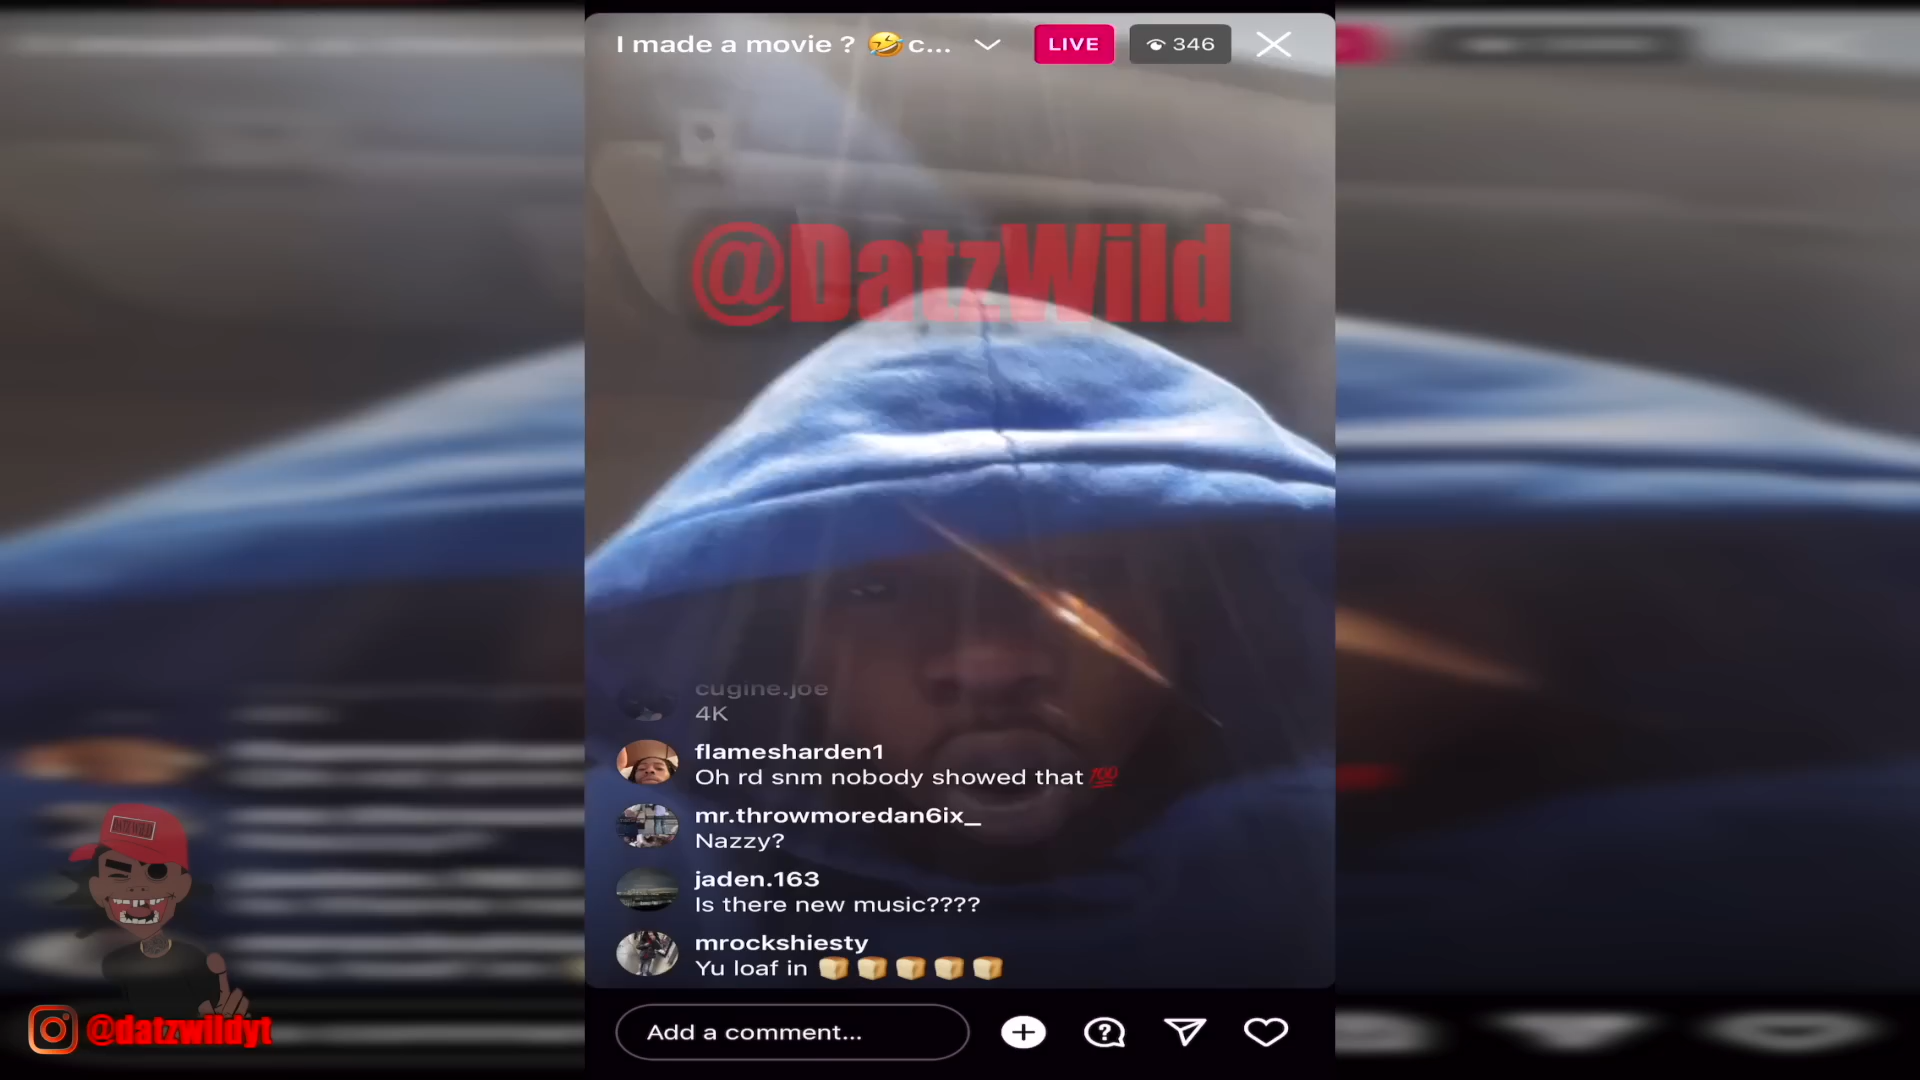 I made a movie ? 🤣c...
LIVE
346
@DatzWild
cugine.joe
4K
flamesharden1
Oh rd snm nobody showed that 💯
mr.throwmoredan6ix_
Nazzy?
jaden.163
Is there new music????
mrockshiesty
Yu loaf in 🍞🍞🍞🍞🍞
Add a comment...
DATZWILD
@datzwildyt